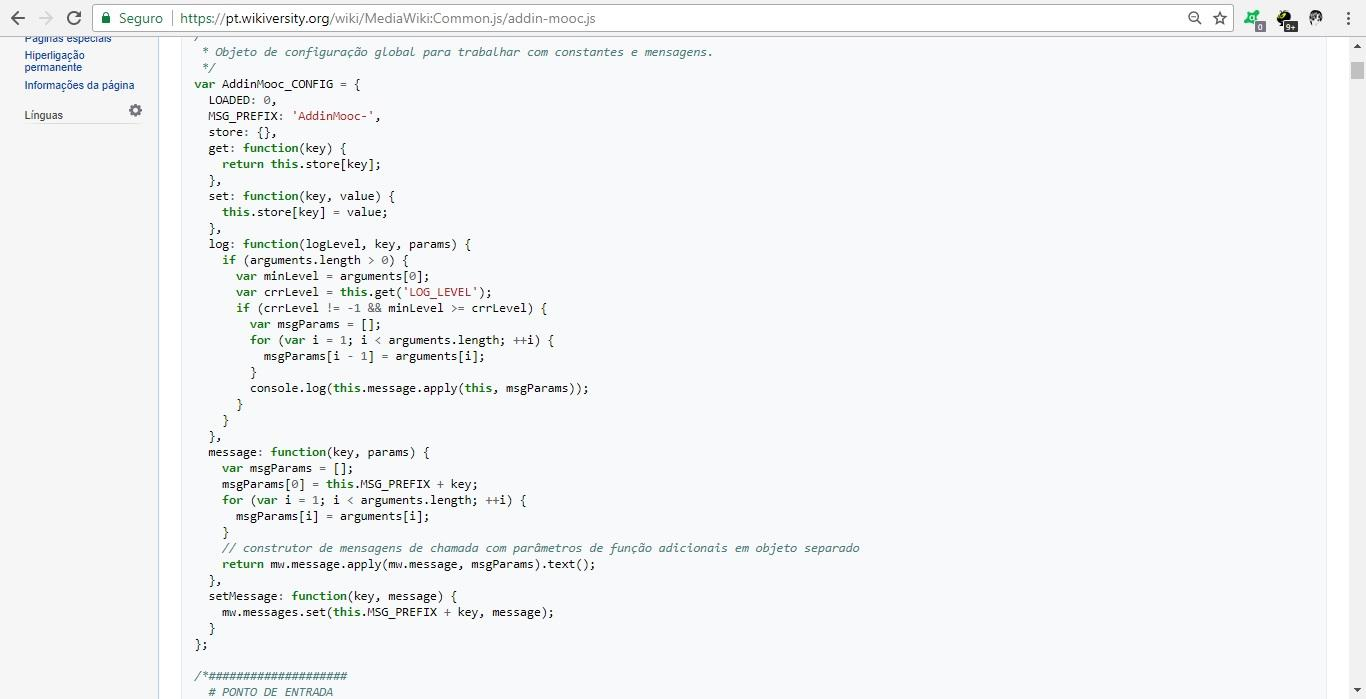 Seguro https://pt.wikiversity.org/wiki/MediaWiki:Common.js/addin-mooc.js
0
9+
Páginas especiais
Hiperligação
permanente
Informações da página
Línguas
/
* Objeto de configuração global para trabalhar com constantes e mensagens.
*/
var AddinMooc_CONFIG = {
LOADED: 0,
MSG_PREFIX: 'AddinMooc-',
store: {},
get: function(key) {
return this.store[key];
},
set: function(key, value) {
this.store[key] = value;
},
log: function(logLevel, key, params) {
if (arguments.length > 0) {
var minLevel = arguments[0];
var crrLevel = this.get('LOG_LEVEL');
if (crrLevel != -1 && minLevel >= crrLevel) {
var msgParams = [];
for (var i = 1; i < arguments.length; ++i) {
msgParams[i - 1] = arguments[i];
}
console.log(this.message.apply(this, msgParams));
}
}
},
message: function(key, params) {
var msgParams = [];
msgParams[0] = this.MSG_PREFIX + key;
for (var i = 1; i < arguments.length; ++i) {
msgParams[i] = arguments[i];
}
// construtor de mensagens de chamada com parâmetros de função adicionais em objeto separado
return mw.message.apply(mw.message, msgParams).text();
},
setMessage: function(key, message) {
mw.messages.set(this.MSG_PREFIX + key, message);
}
};
/*####################
# PONTO DE ENTRADA